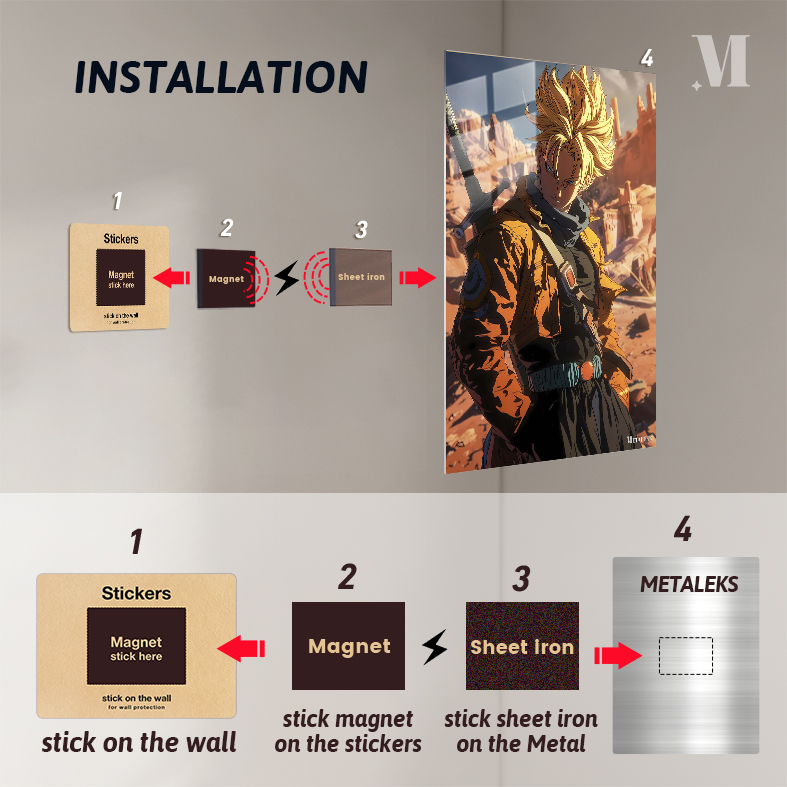 INSTALLATION
4
M
1
2
3
Stickers
Magnet
stick here
stick on the wall
for wall protection
Magnet
Sheet iron
1
2
3
4
Stickers
Magnet
stick here
stick on the wall
for wall protection
Magnet
Sheet iron
METALEKS
stick on the wall
stick magnet
on the stickers
stick sheet iron
on the Metal